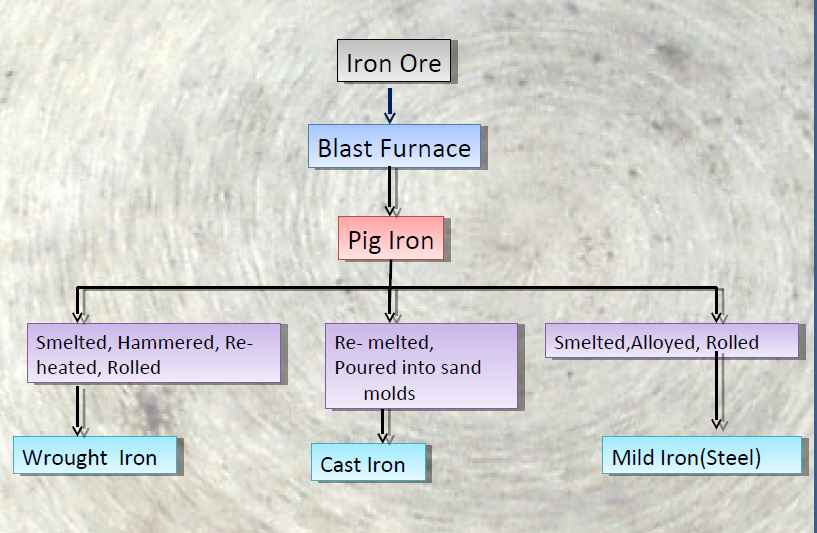 Iron Ore
Blast Furnace
Pig Iron
Smelted, Hammered, Re-
heated, Rolled
Re- melted,
Poured into sand
molds
Smelted,Alloyed, Rolled
Wrought Iron
Cast Iron
Mild Iron(Steel)